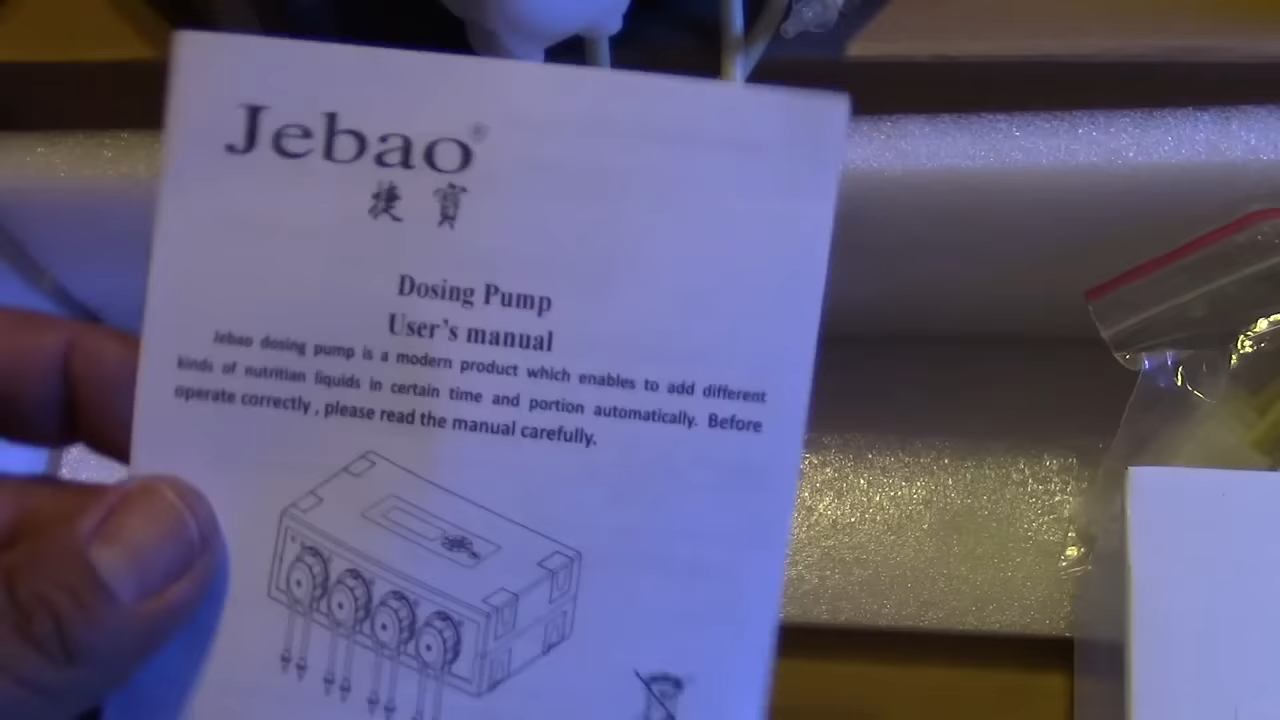 Jebao®
捷寶
Dosing Pump
User's manual
Jebao dosing pump is a modern product which enables to add different
kinds of nutritian liquids in certain time and portion automatically. Before
operate correctly , please read the manual carefully.